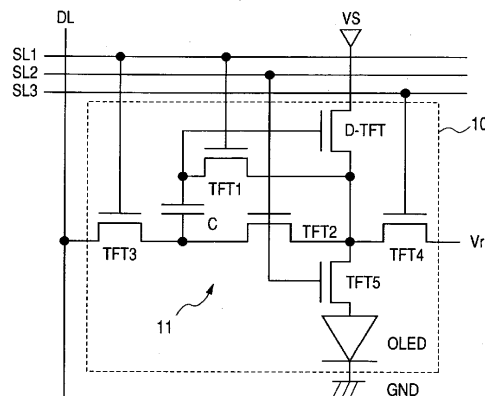 DL
VS
SL1
SL2
SL3
10
D-TFT
TFT1
C
TFT3
TFT2
TFT4
Vr
TFT5
11
OLED
GND